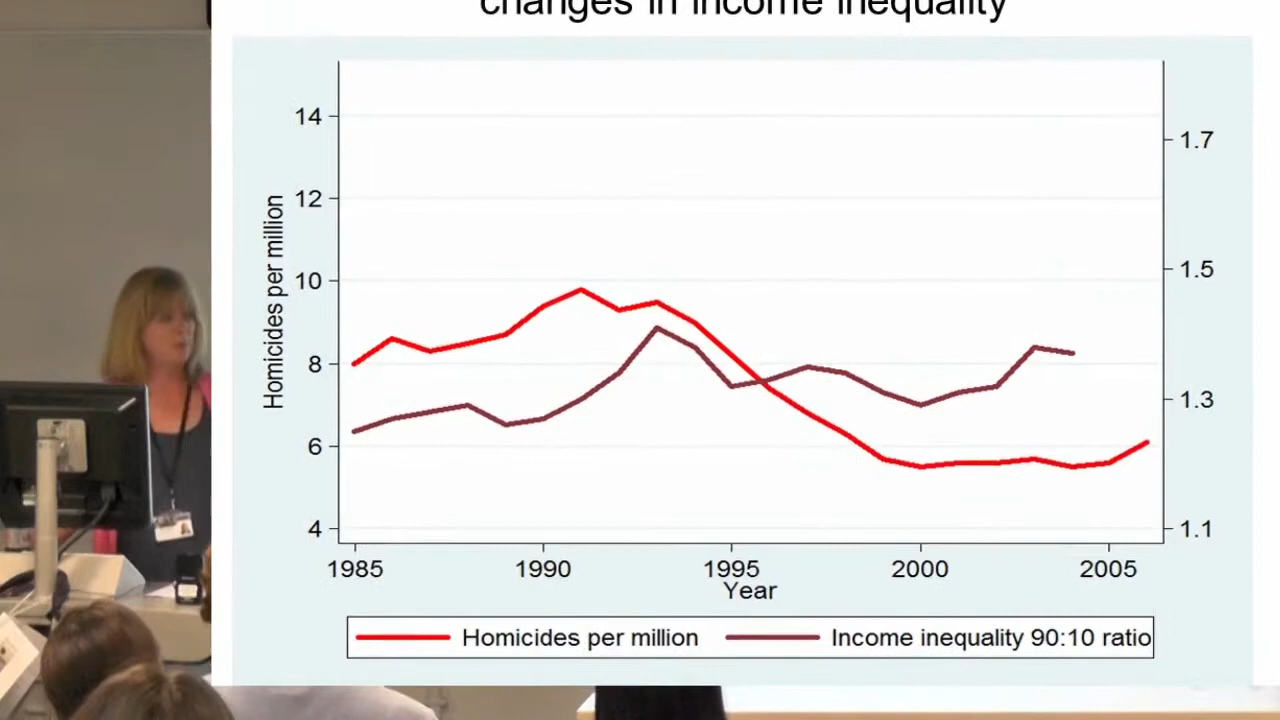 changes in income inequality
14
12
10
8
6
4
Homicides per million
1.7
1.5
1.3
1.1
1985 1990 1995 2000 2005
Year
Homicides per million Income inequality 90:10 ratio